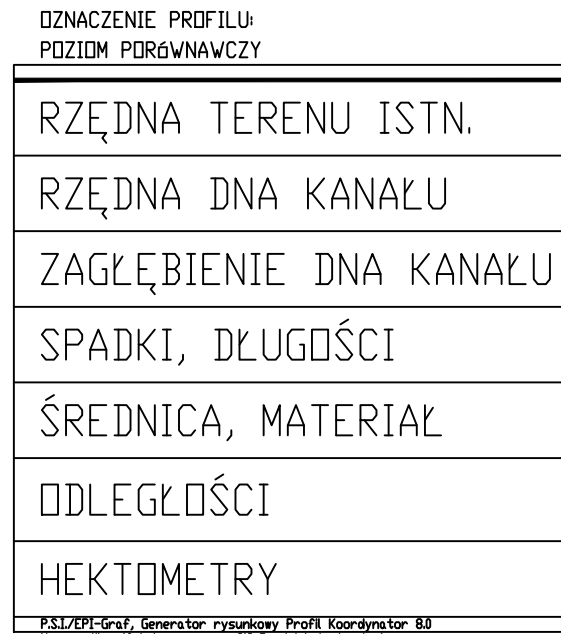 OZNACZENIE PROFILU:
POZIOM PORÓWNAWCZY
RZĘDNA TERENU ISTN.
RZĘDNA DNA KANAŁU
ZAGŁĘBIENIE DNA KANAŁU
SPADKI, DŁUGOŚCI
ŚREDNICA, MATERIAŁ
ODLEGŁOŚCI
HEKTOMETRY
P.S.I./EPI-Graf, Generator rysunkowy Profil Koordynator 8.0